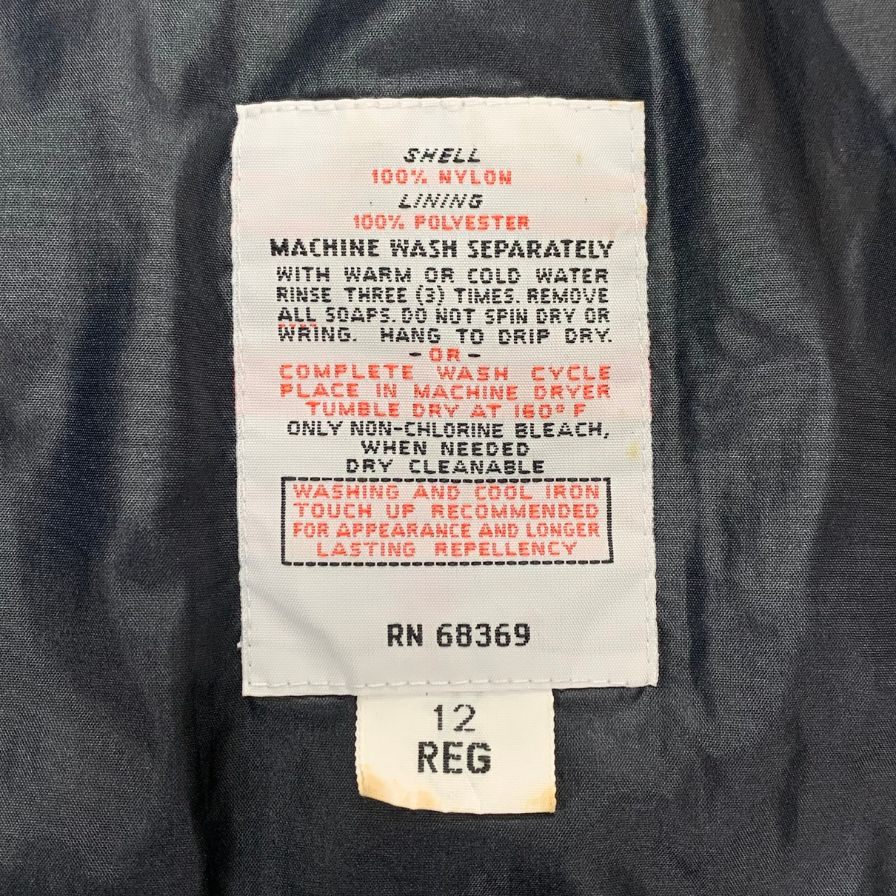 SHELL
100% NYLON
LINING
100% POLYESTER
MACHINE WASH SEPARATELY
WITH WARM OR COLD WATER
RINSE THREE (3) TIMES. REMOVE
ALL SOAPS. DO NOT SPIN DRY OR
WRING. HANG TO DRIP DRY.
- OR -
COMPLETE WASH CYCLE
PLACE IN MACHINE DRYER
TUMBLE DRY AT 160° F
ONLY NON-CHLORINE BLEACH,
WHEN NEEDED
DRY CLEANABLE
WASHING AND COOL IRON
TOUCH UP RECOMMENDED
FOR APPEARANCE AND LONGER
LASTING REPELLENCY
RN 68369
12
REG